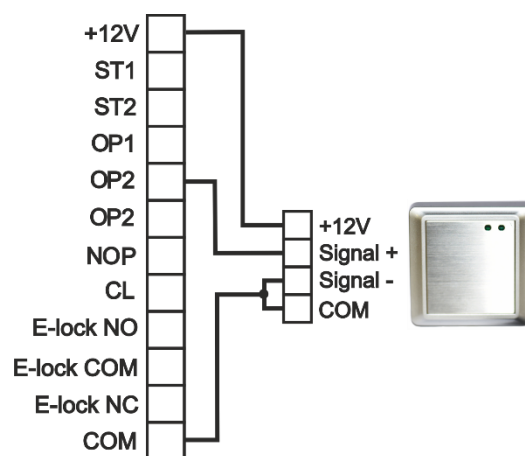 +12V
ST1
ST2
OP1
OP2
OP2
NOP
CL
E-lock NO
E-lock COM
E-lock NC
COM
+12V
Signal +
Signal -
COM